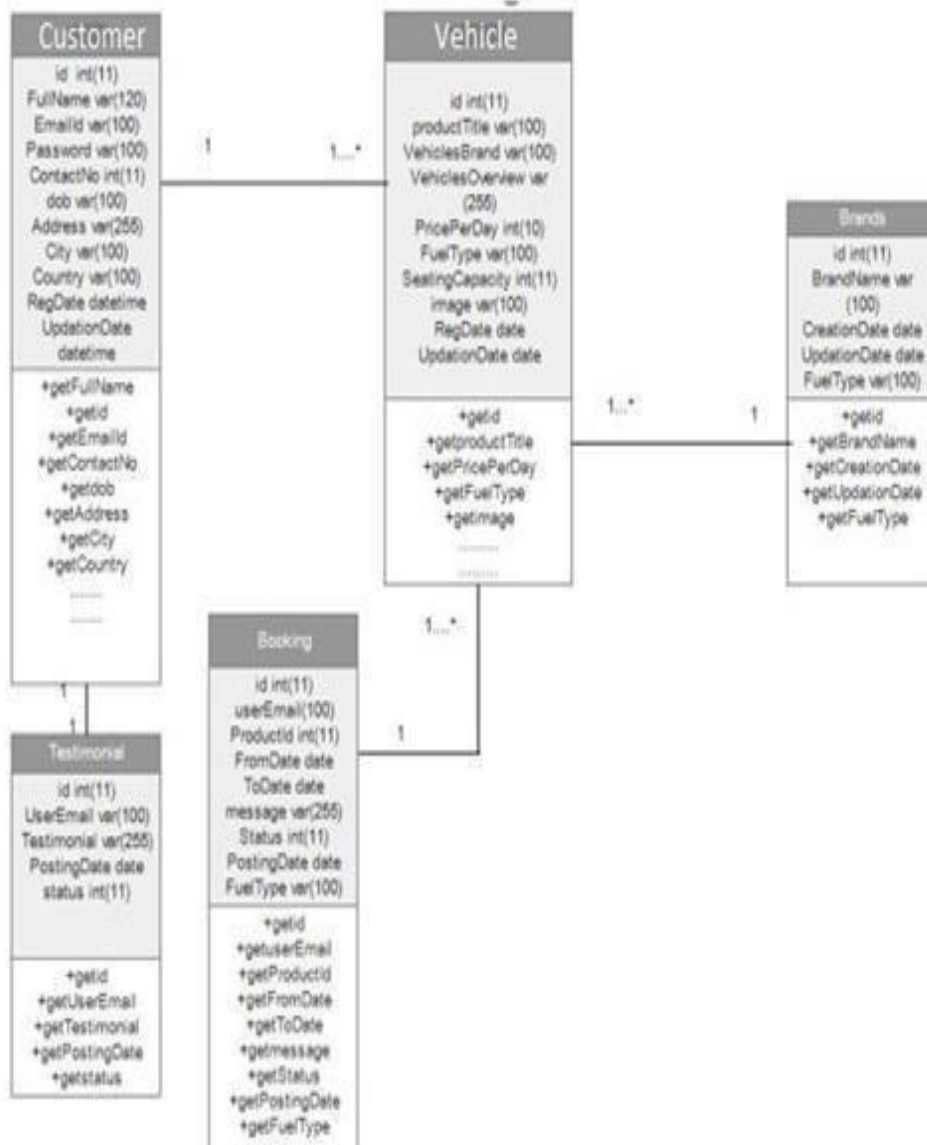 Customer
id int(11)
FullName var(120)
EmailId var(100)
Password var(100)
ContactNo int(11)
dob var(100)
Address var(255)
City var(100)
Country var(100)
RegDate datetime
UpdationDate
datetime
+getFullName
+getid
+getEmailId
+getContactNo
+getdob
+getAddress
+getCity
+getCountry
........
........
1
1....*
Vehicle
id int(11)
productTitle var(100)
VehiclesBrand var(100)
VehiclesOverview var
(255)
PricePerDay int(10)
FuelType var(100)
SeatingCapacity int(11)
image var(100)
RegDate date
UpdationDate date
+getid
+getproductTitle
+getPricePerDay
+getFuelType
+getimage
.........
.........
1...*
1
Brands
id int(11)
BrandName var
(100)
CreationDate date
UpdationDate date
FuelType var(100)
+getid
+getBrandName
+getCreationDate
+getUpdationDate
+getFuelType
1
1
Testimonial
id int(11)
UserEmail var(100)
Testimonial var(255)
PostingDate date
status int(11)
+getid
+getUserEmail
+getTestimonial
+getPostingDate
+getstatus
1....*
1
Booking
id int(11)
userEmail(100)
ProductId int(11)
FromDate date
ToDate date
message var(255)
Status int(11)
PostingDate date
FuelType var(100)
+getid
+getuserEmail
+getProductId
+getFromDate
+getToDate
+getmessage
+getStatus
+getPostingDate
+getFuelType